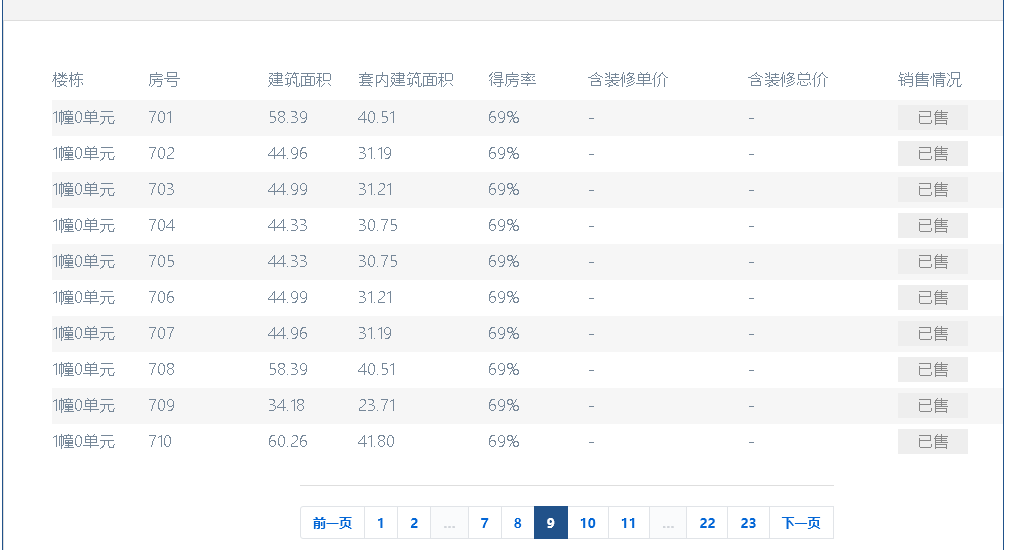 楼栋 房号 建筑面积 套内建筑面积 得房率 含装修单价 含装修总价 销售情况
1幢0单元 701 58.39 40.51 69% - - 已售
1幢0单元 702 44.96 31.19 69% - - 已售
1幢0单元 703 44.99 31.21 69% - - 已售
1幢0单元 704 44.33 30.75 69% - - 已售
1幢0单元 705 44.33 30.75 69% - - 已售
1幢0单元 706 44.99 31.21 69% - - 已售
1幢0单元 707 44.96 31.19 69% - - 已售
1幢0单元 708 58.39 40.51 69% - - 已售
1幢0单元 709 34.18 23.71 69% - - 已售
1幢0单元 710 60.26 41.80 69% - - 已售
前一页 1 2 ... 7 8 9 10 11 ... 22 23 下一页